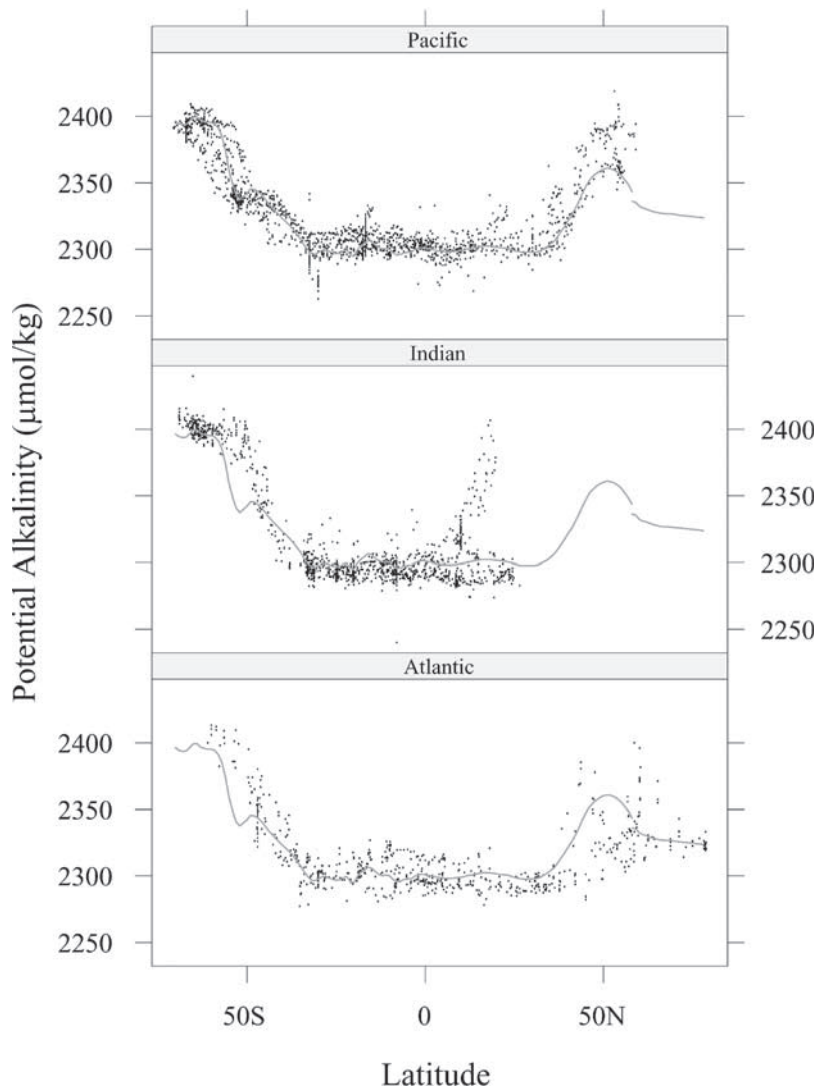 Pacific
2400
2350
2300
2250
Indian
2400
2350
2300
2250
Atlantic
2400
2350
2300
2250
50S 0 50N
Latitude
Potential Alkalinity (μmol/kg)